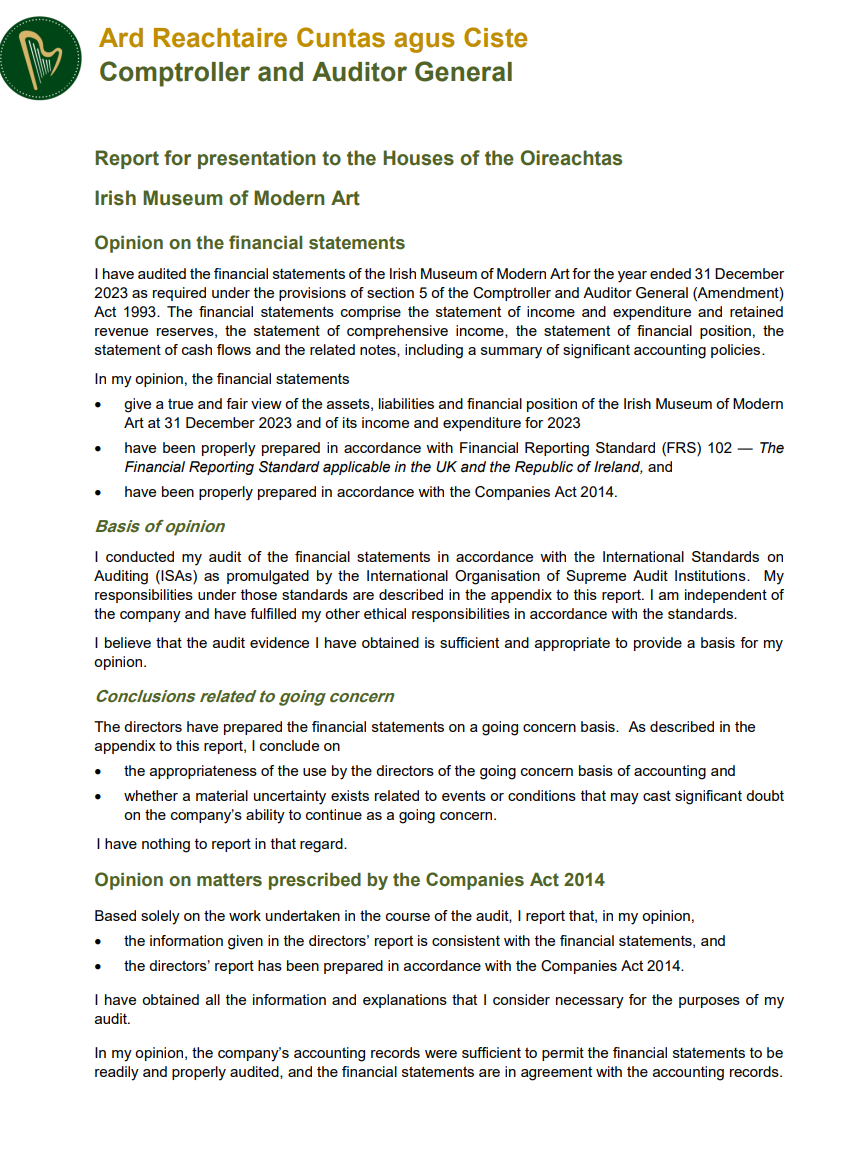 Ard Reachtaire Cuntas agus Ciste
Comptroller and Auditor General
Report for presentation to the Houses of the Oireachtas
Irish Museum of Modern Art
Opinion on the financial statements
I have audited the financial statements of the Irish Museum of Modern Art for the year ended 31 December
2023 as required under the provisions of section 5 of the Comptroller and Auditor General (Amendment)
Act 1993. The financial statements comprise the statement of income and expenditure and retained
revenue reserves, the statement of comprehensive income, the statement of financial position, the
statement of cash flows and the related notes, including a summary of significant accounting policies.
In my opinion, the financial statements
• give a true and fair view of the assets, liabilities and financial position of the Irish Museum of Modern
Art at 31 December 2023 and of its income and expenditure for 2023
• have been properly prepared in accordance with Financial Reporting Standard (FRS) 102 — The
Financial Reporting Standard applicable in the UK and the Republic of Ireland, and
• have been properly prepared in accordance with the Companies Act 2014.
Basis of opinion
I conducted my audit of the financial statements in accordance with the International Standards on
Auditing (ISAs) as promulgated by the International Organisation of Supreme Audit Institutions. My
responsibilities under those standards are described in the appendix to this report. I am independent of
the company and have fulfilled my other ethical responsibilities in accordance with the standards.
I believe that the audit evidence I have obtained is sufficient and appropriate to provide a basis for my
opinion.
Conclusions related to going concern
The directors have prepared the financial statements on a going concern basis. As described in the
appendix to this report, I conclude on
• the appropriateness of the use by the directors of the going concern basis of accounting and
• whether a material uncertainty exists related to events or conditions that may cast significant doubt
on the company's ability to continue as a going concern.
I have nothing to report in that regard.
Opinion on matters prescribed by the Companies Act 2014
Based solely on the work undertaken in the course of the audit, I report that, in my opinion,
• the information given in the directors' report is consistent with the financial statements, and
• the directors' report has been prepared in accordance with the Companies Act 2014.
I have obtained all the information and explanations that I consider necessary for the purposes of my
audit.
In my opinion, the company's accounting records were sufficient to permit the financial statements to be
readily and properly audited, and the financial statements are in agreement with the accounting records.